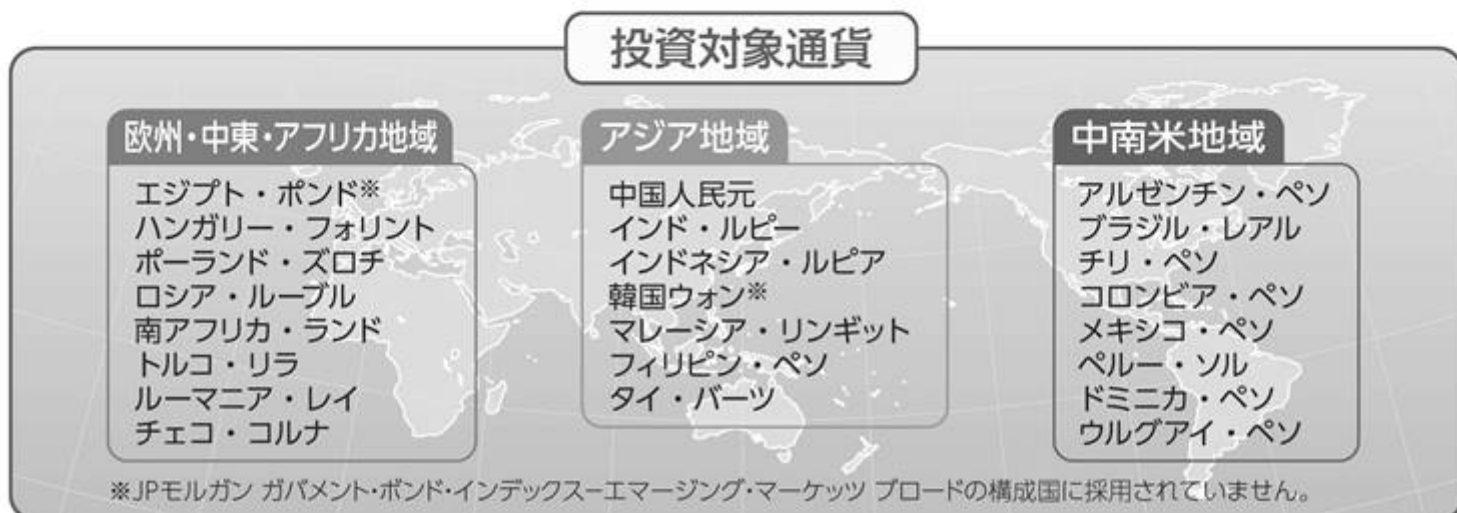 投資対象通貨
欧州・中東・アフリカ地域
エジプト・ポンド※
ハンガリー・フォリント
ポーランド・ズロチ
ロシア・ルーブル
南アフリカ・ランド
トルコ・リラ
ルーマニア・レイ
チェコ・コルナ
アジア地域
中国人民元
インド・ルピー
インドネシア・ルピア
韓国ウォン※
マレーシア・リンギット
フィリピン・ペソ
タイ・バーツ
中南米地域
アルゼンチン・ペソ
ブラジル・レアル
チリ・ペソ
コロンビア・ペソ
メキシコ・ペソ
ペルー・ソル
ドミニカ・ペソ
ウルグアイ・ペソ
※JPモルガン ガバメント・ボンド・インデックス−エマージング・マーケッツ ブロードの構成国に採用されていません。